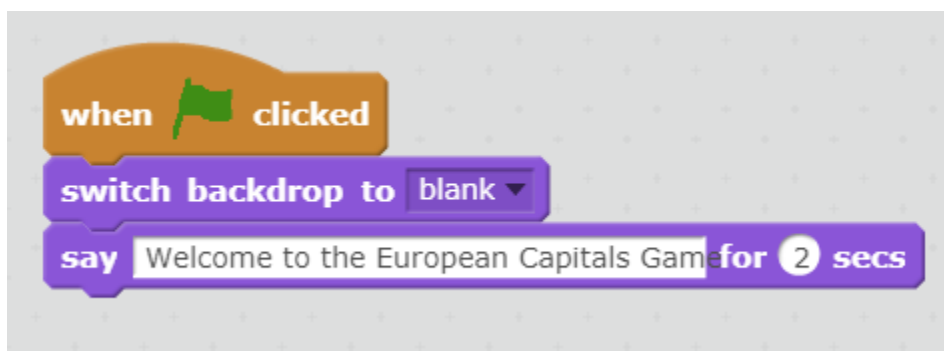 when clicked
switch backdrop to blank
say Welcome to the European Capitals Game for 2 secs